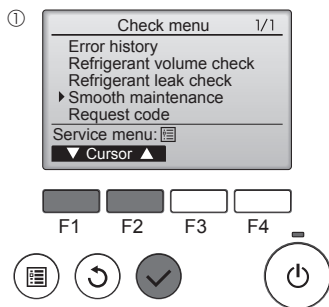 ①
Check menu 1/1
Error history
Refrigerant volume check
Refrigerant leak check
Smooth maintenance
Request code
Service menu:
▼ Cursor ▲
F1 F2 F3 F4